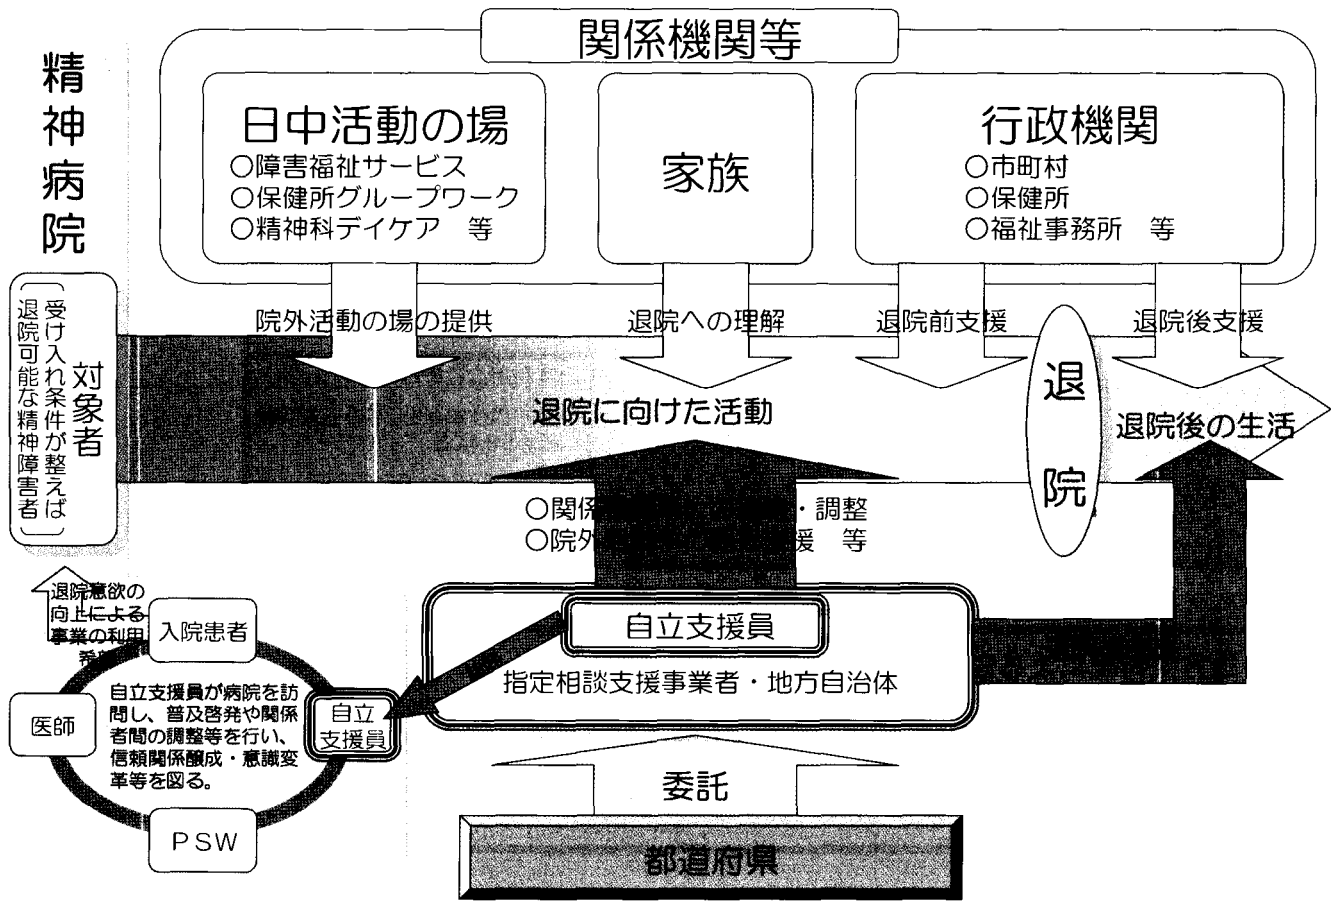 関係機関等
精神病院
日中活動の場
○障害福祉サービス
○保健所グループワーク
○精神科デイケア　等
家族
行政機関
○市町村
○保健所
○福祉事務所　等
対象者
受け入れ条件が整えば
退院可能な精神障害者
院外活動の場の提供
退院への理解
退院前支援
退院後支援
退院に向けた活動
退院
退院後の生活
○関係
・調整
○院外
援　等
退院意欲の
向上による
事業の利用
入院患者
医師
自立支援員が病院を訪
問し、普及啓発や関係
者間の調整等を行い、
信頼関係醸成・意識変
革等を図る。
自立
支援員
PSW
自立支援員
指定相談支援事業者・地方自治体
委託
都道府県